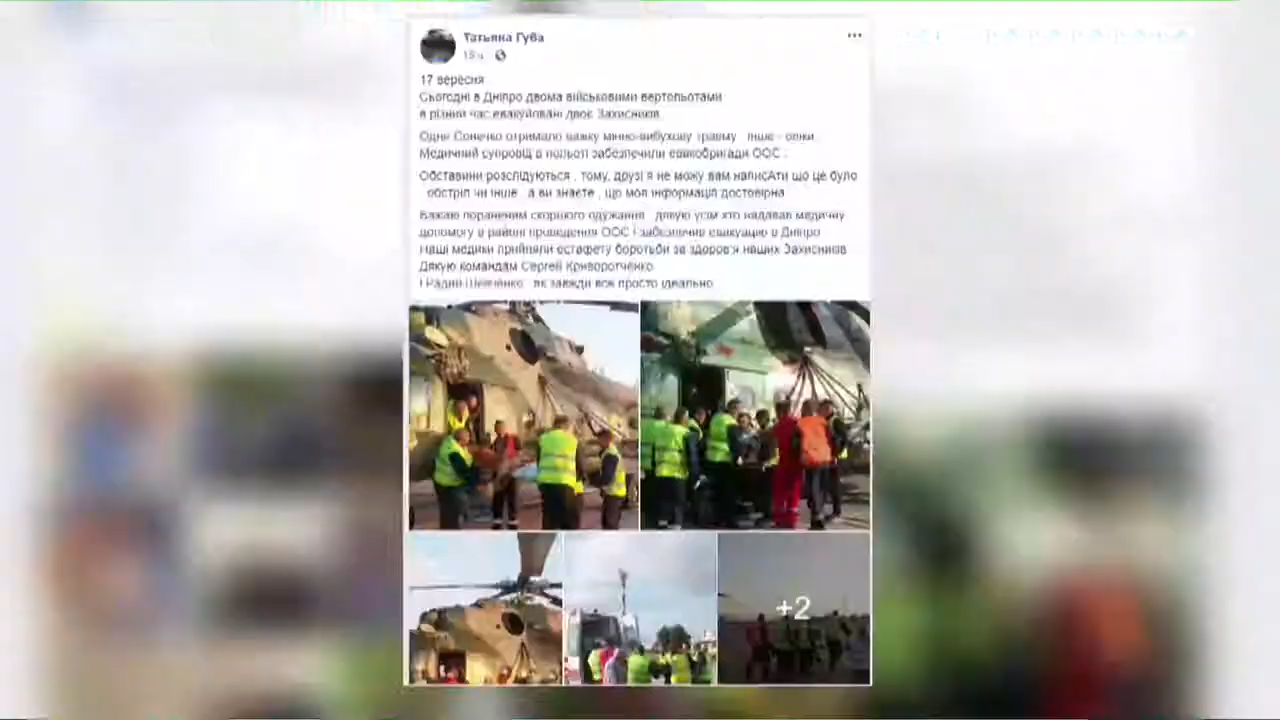 Татьяна Губа
18 ч
17 вересня
Сьогодні в Дніпро двома військовими вертольотами
в різний час евакуйовані двоє Захисників.
Одне Сонечко отримало важку мінно-вибухову травму, інше - опіки.
Медичний супровід в польоті забезпечили евакобригади ООС.
Обставини розслідуються, тому, друзі я не можу вам написАти що це було
обстріл чи інше, а ви знаєте, що моя інформація достовірна
Бажаю пораненим скорішого одужання, дякую усім хто надавав медичну
допомогу в районі проведення ООС і забезпечив евакуацію в Дніпро
Наші медики прийняли естафету боротьби за здоров'я наших Захисників
Дякую командам Сергей Криворотченко
і Радий Шевченко, як завжди все просто ідеально
+2